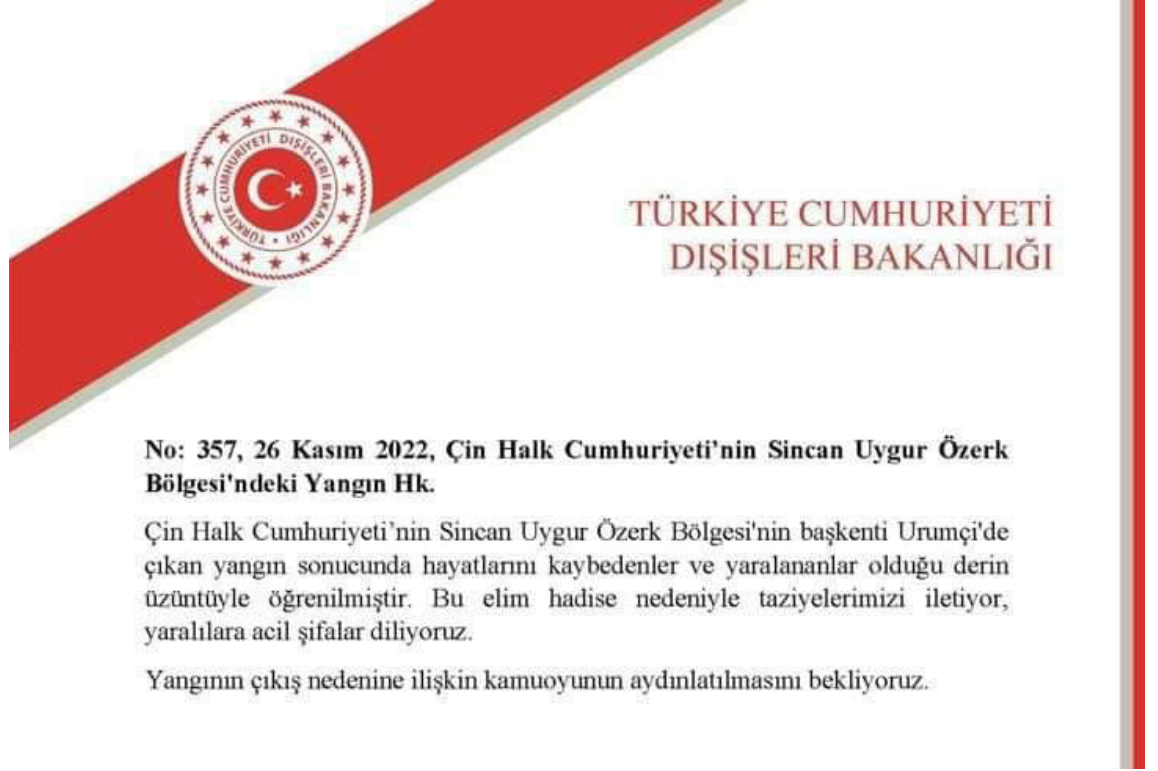 TÜRKİYE CUMHURİYETİ DIŞİŞLERİ BAKANLIĞI
TÜRKİYE CUMHURİYETİ
DIŞİŞLERİ BAKANLIĞI
No: 357, 26 Kasım 2022, Çin Halk Cumhuriyeti’nin Sincan Uygur Özerk
Bölgesi'ndeki Yangın Hk.
Çin Halk Cumhuriyeti’nin Sincan Uygur Özerk Bölgesi'nin başkenti Urumçi'de
çıkan yangın sonucunda hayatlarını kaybedenler ve yaralananlar olduğu derin
üzüntüyle öğrenilmiştir. Bu elim hadise nedeniyle taziyelerimizi iletiyor,
yaralılara acil şifalar diliyoruz.
Yangının çıkış nedenine ilişkin kamuoyunun aydınlatılmasını bekliyoruz.